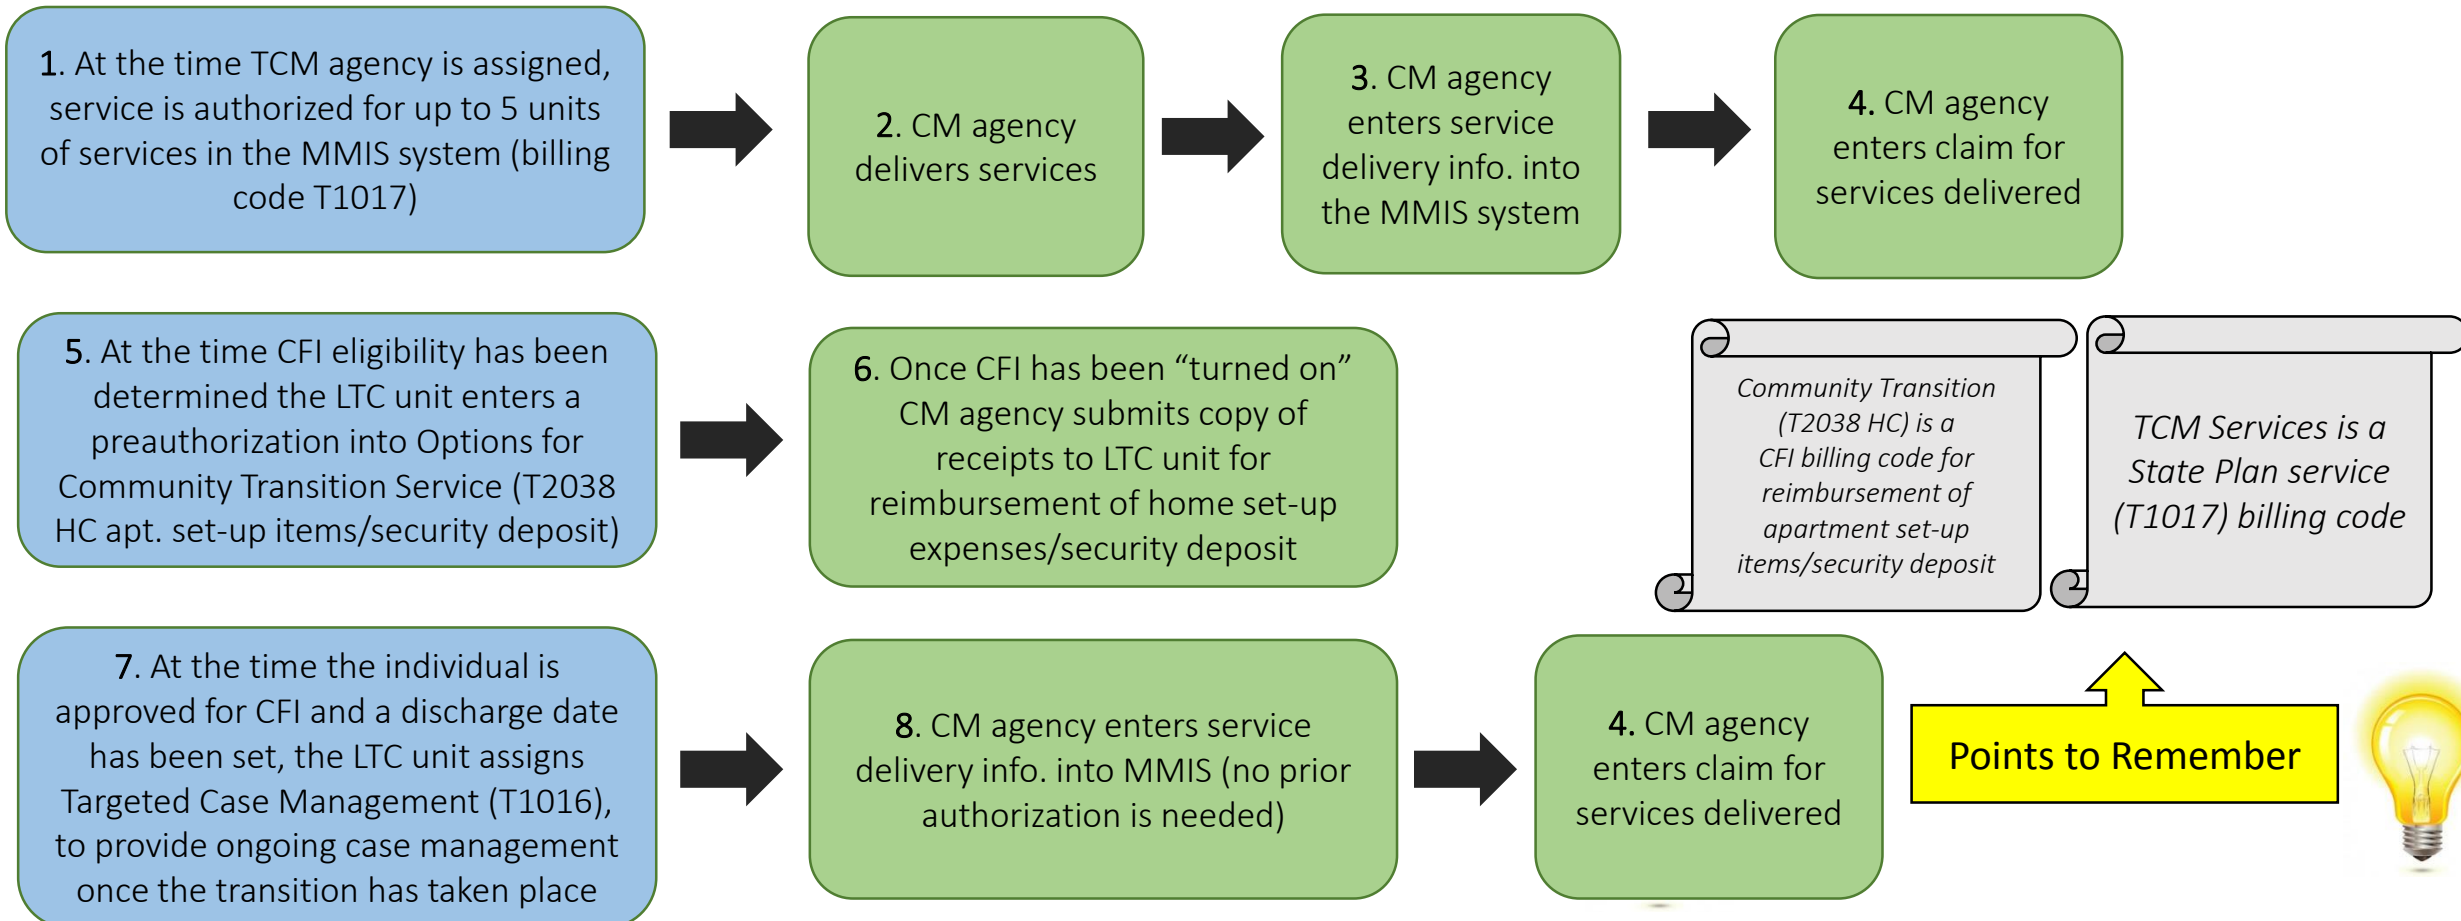 1. At the time TCM agency is assigned,
service is authorized for up to 5 units
of services in the MMIS system (billing
code T1017)
2. CM agency
delivers services
3. CM agency
enters service
delivery info. into
the MMIS system
4. CM agency
enters claim for
services delivered
5. At the time CFI eligibility has been
determined the LTC unit enters a
preauthorization into Options for
Community Transition Service (T2038
HC apt. set-up items/security deposit)
6. Once CFI has been “turned on”
CM agency submits copy of
receipts to LTC unit for
reimbursement of home set-up
expenses/security deposit
Community Transition
(T2038 HC) is a
CFI billing code for
reimbursement of
apartment set-up
items/security deposit
TCM Services is a
State Plan service
(T1017) billing code
7. At the time the individual is
approved for CFI and a discharge date
has been set, the LTC unit assigns
Targeted Case Management (T1016),
to provide ongoing case management
once the transition has taken place
8. CM agency enters service
delivery info. into MMIS (no prior
authorization is needed)
4. CM agency
enters claim for
services delivered
Points to Remember